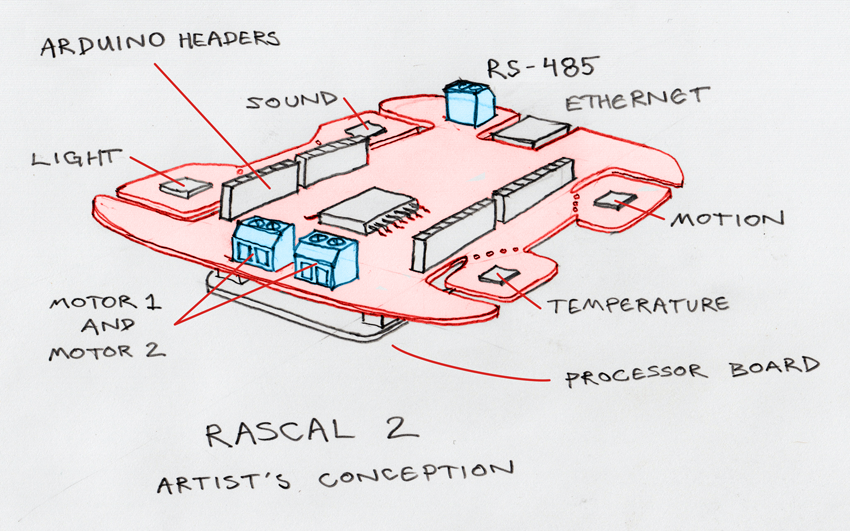 ARDUINO HEADERS
RS-485
SOUND
ETHERNET
LIGHT
MOTION
MOTOR 1
AND
MOTOR 2
TEMPERATURE
PROCESSOR BOARD
RASCAL 2
ARTIST'S CONCEPTION